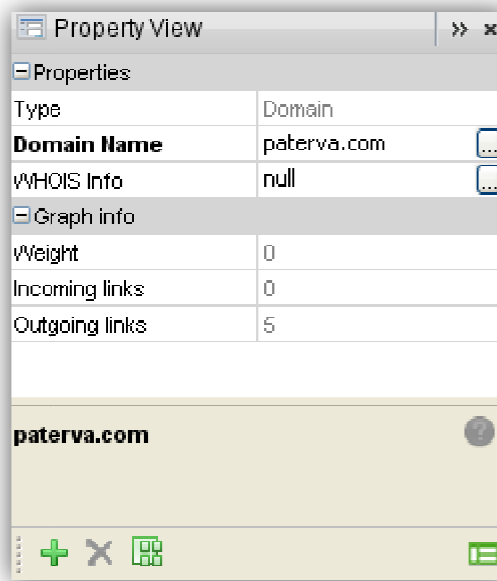 Property View
Properties
Type Domain
Domain Name paterva.com ...
WHOIS Info null ...
Graph info
Weight 0
Incoming links 0
Outgoing links 5
paterva.com